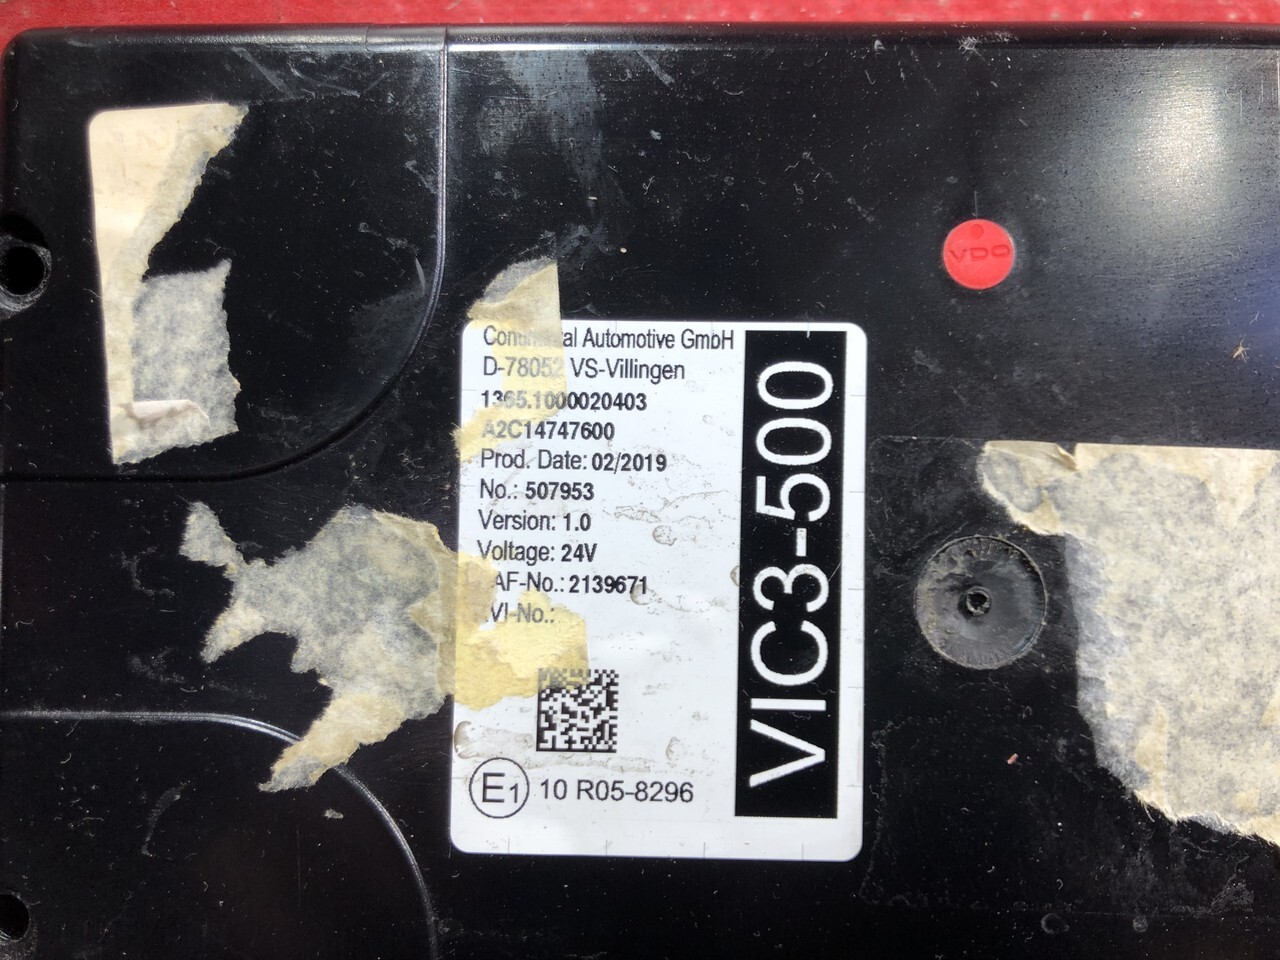 VDO
Continental Automotive GmbH
D-78052 VS-Villingen
1365.1000020403
A2C14747600
Prod. Date: 02/2019
No.: 507953
Version: 1.0
Voltage: 24V
AF-No.: 2139671
VI-No.:
E1 10 R05-8296
VIC3-500